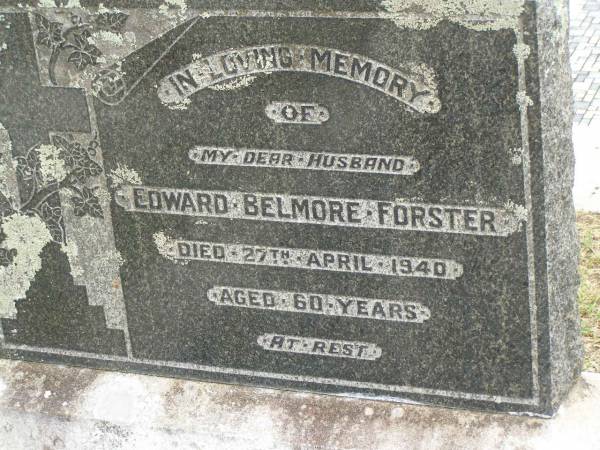 IN · LOVING · MEMORY
· OF ·
· MY · DEAR · HUSBAND ·
EDWARD · BELMORE · FORSTER
DIED · 27TH · APRIL · 1940 ·
· AGED · 60 · YEARS ·
· AT · REST ·